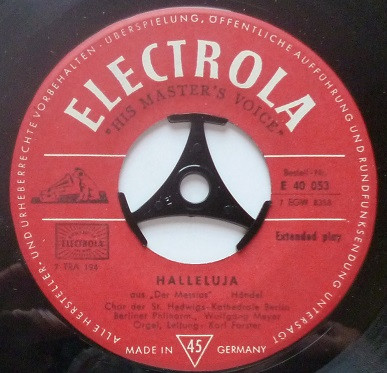 ALLE HERSTELLER- UND URHEBERRECHTE VORBEHALTEN · ÜBERSPIELUNG, ÖFFENTLICHE AUFFÜHRUNG UND RUNDFUNKSENDUNG UNTERSAGT
ELECTROLA
"HIS MASTER'S VOICE"
Bestell-Nr.
E 40 053
7 EGW
ELECTROLA
Extended play
HALLELUJA
aus „Der Messias" Händel
Chor der St. Hedwigs-Kathedrale Berlin
Berliner Philharm., Wolfgang Meyer
Orgel, Leitung: Karl Forster
MADE IN 45 GERMANY